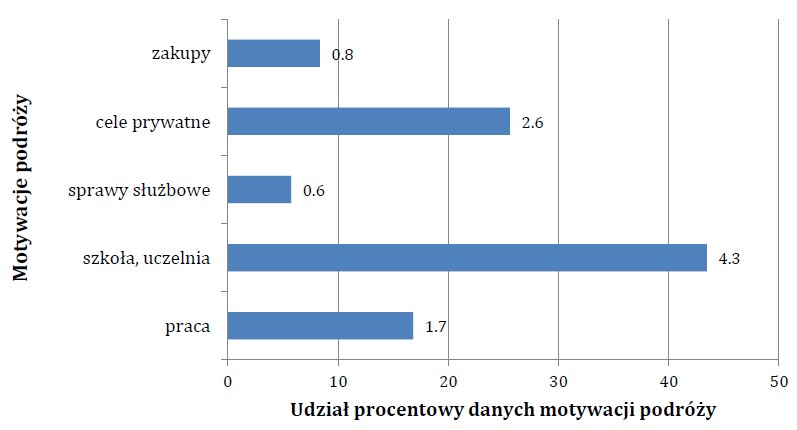 Motywacje podróży
zakupy
0.8
cele prywatne
2.6
sprawy służbowe
0.6
szkoła, uczelnia
4.3
praca
1.7
0 10 20 30 40 50
Udział procentowy danych motywacji podróży